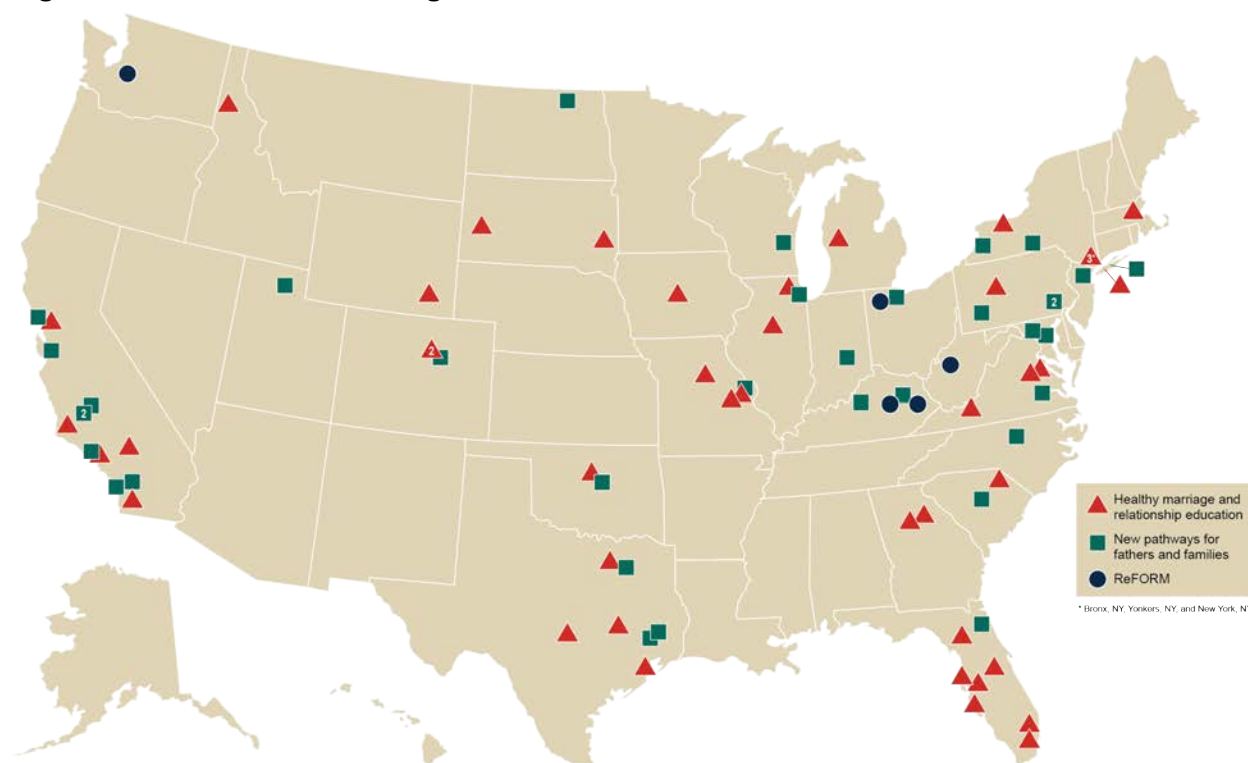 3*
2
2
2
Healthy marriage and
relationship education
New pathways for
fathers and families
ReFORM
* Bronx, NY, Yonkers, NY, and New York, NY